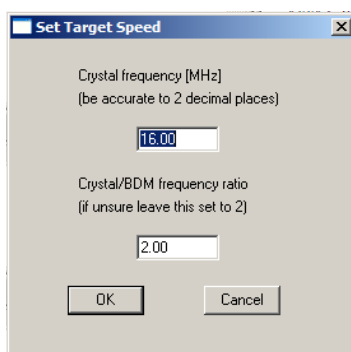 Set Target Speed
Crystal frequency [MHz]
(be accurate to 2 decimal places)
16.00
Crystal/BDM frequency ratio
(if unsure leave this set to 2)
2.00
OK Cancel